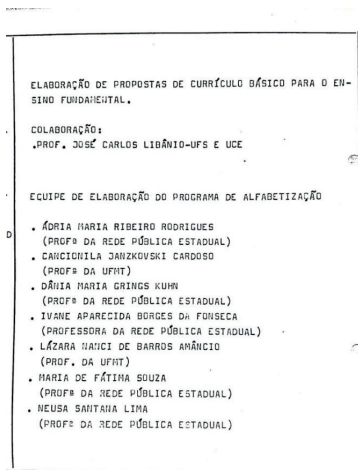 ELABORAÇÃO DE PROPOSTAS DE CURRÍCULO BÁSICO PARA O EN-
SINO FUNDAMENTAL.
COLABORAÇÃO:
.PROF. JOSÉ CARLOS LIBÂNIO-UFS E UCE
EQUIPE DE ELABORAÇÃO DO PROGRAMA DE ALFABETIZAÇÃO
. ÁDRIA MARIA RIBEIRO RODRIGUES
(PROFª DA REDE PÚBLICA ESTADUAL)
. CANCIONILA JANZKOVSKI CARDOSO
(PROFª DA UFMT)
. DÂNIA MARIA GRINGS KUHN
(PROFª DA REDE PÚBLICA ESTADUAL)
. IVANE APARECIDA BORGES DA FONSECA
(PROFESSORA DA REDE PÚBLICA ESTADUAL)
. LÁZARA NANCI DE BARROS AMÂNCIO
(PROF. DA UFMT)
. MARIA DE FÁTIMA SOUZA
(PROFª DA REDE PÚBLICA ESTADUAL)
. NEUSA SANTANA LIMA
(PROFª DA REDE PÚBLICA ESTADUAL)